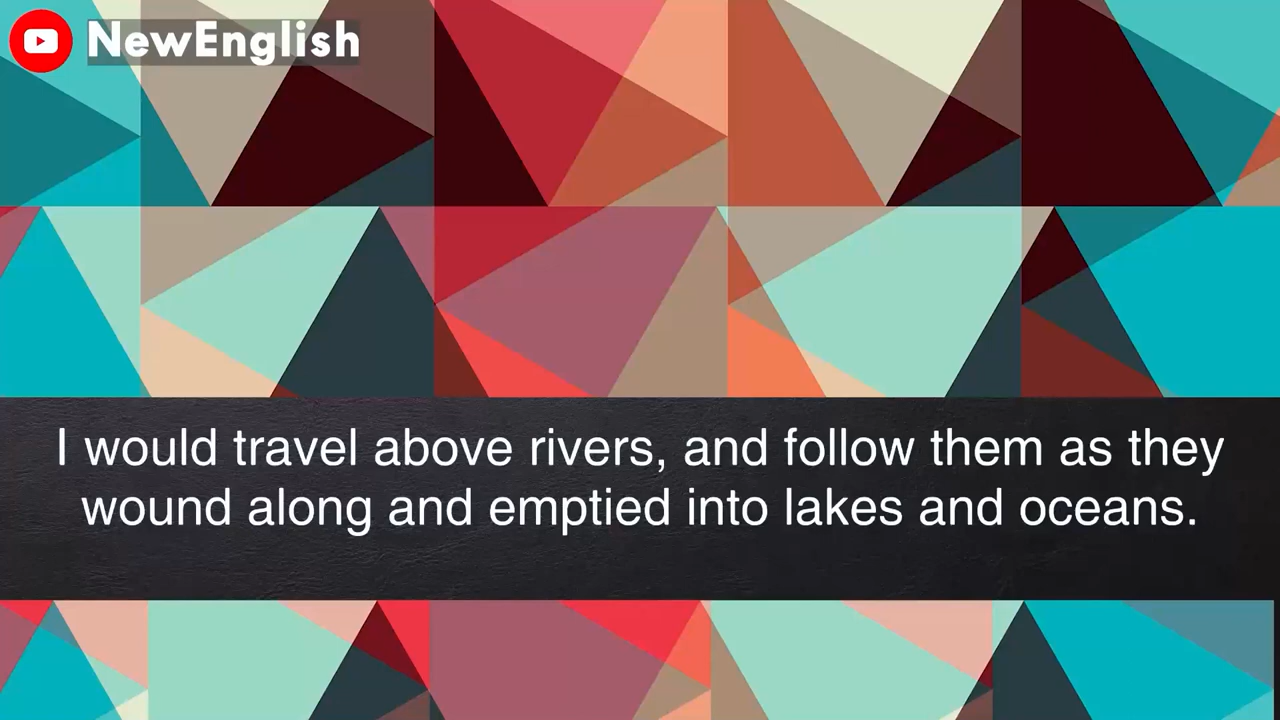 NewEnglish
I would travel above rivers, and follow them as they
wound along and emptied into lakes and oceans.